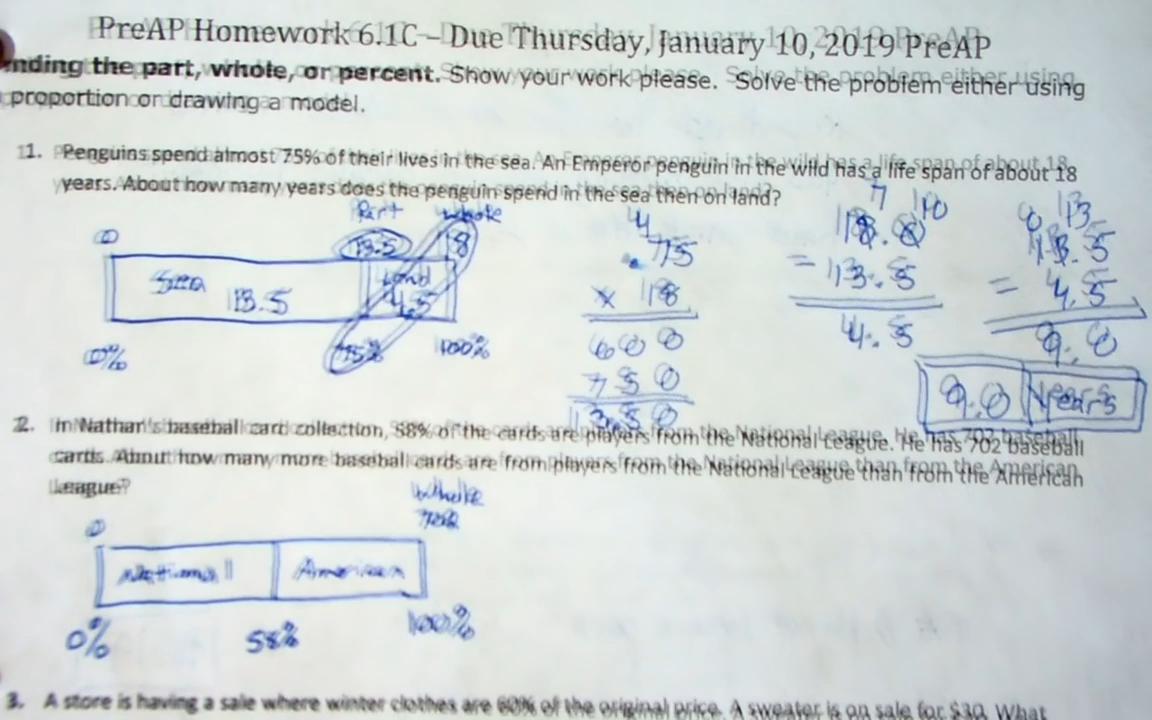 PreAP Homework 6.1C – Due Thursday, January 10, 2019 PreAP
nding the part, whole, or percent. Show your work please. Solve the problem either using
proportion or drawing a model.
1. Penguins spend almost 75% of their lives in the sea. An Emperor penguin in the wild has a life span of about 18
years. About how many years does the penguin spend in the sea then on land?
Part Whole
0 13.5 18
Sea 13.5 Land 4.5
0% 75% 100%
75
x 18
600
750
13.50
7 10
18.0
= 13.5
4.5
0 13
13.5
= 4.5
9.0
9.0 years
2. In Nathan's baseball card collection, 58% of the cards are players from the National League. He has 702 baseball
cards. About how many more baseball cards are from players from the National League than from the American
League?
Whole
0 702
National American
0% 58% 100%
3. A store is having a sale where winter clothes are 60% of the original price. A sweater is on sale for $30. What